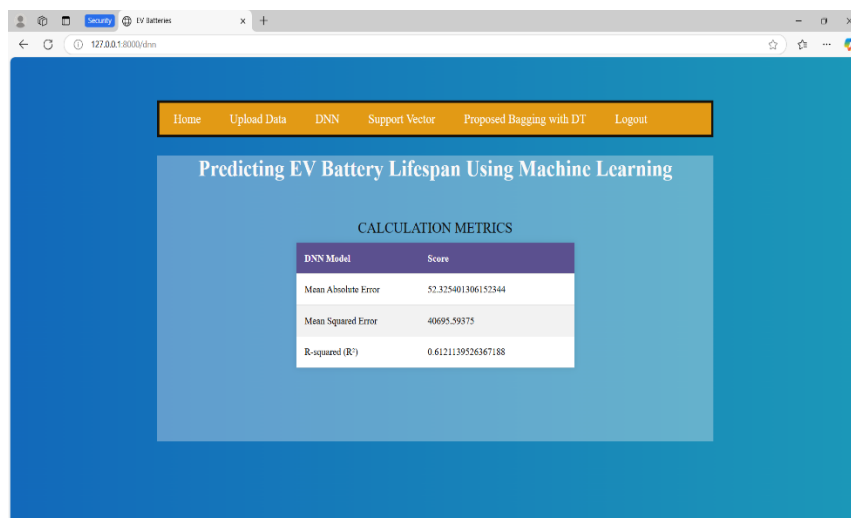 Security EV Batteries
127.0.0.1:8000/dnn
Home Upload Data DNN Support Vector Proposed Bagging with DT Logout
Predicting EV Battery Lifespan Using Machine Learning
CALCULATION METRICS
DNN Model Score
Mean Absolute Error 52.325401306152344
Mean Squared Error 40695.59375
R-squared (R²) 0.6121139526367188